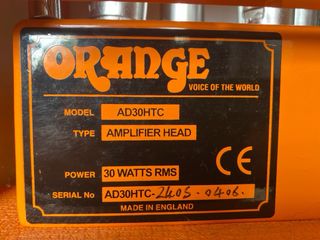 ORANGE
VOICE OF THE WORLD
MODEL AD30HTC
TYPE AMPLIFIER HEAD
POWER 30 WATTS RMS
CE
SERIAL No AD30HTC-2405-0406.
MADE IN ENGLAND